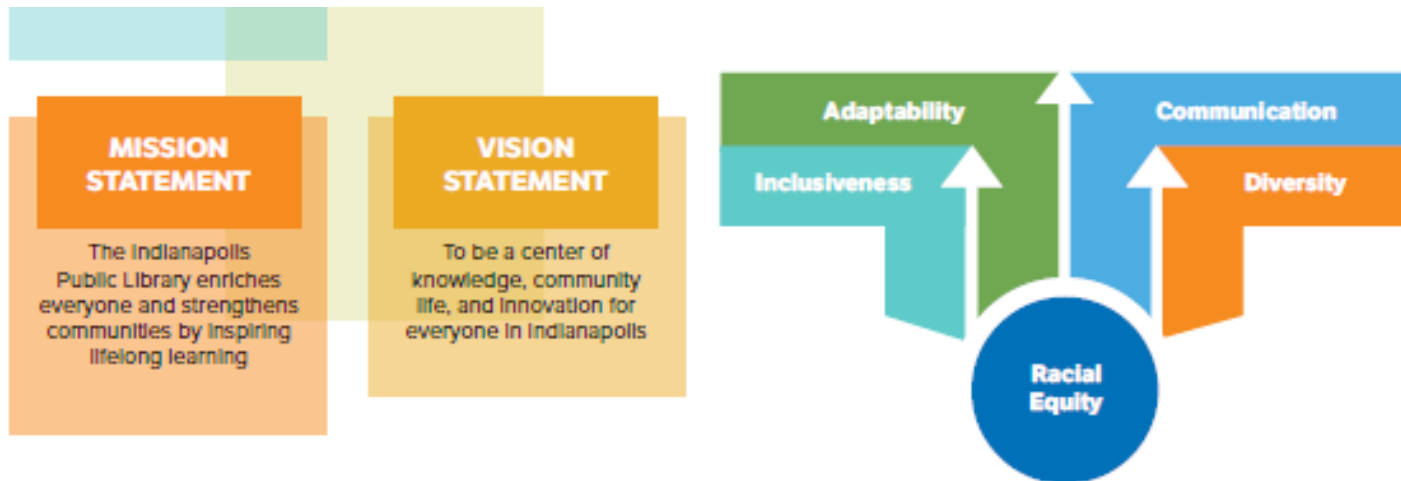 MISSION
STATEMENT
The Indianapolis
Public Library enriches
everyone and strengthens
communities by inspiring
lifelong learning
VISION
STATEMENT
To be a center of
knowledge, community
life, and innovation for
everyone in Indianapolis
Adaptability
Communication
Inclusiveness
Diversity
Racial
Equity